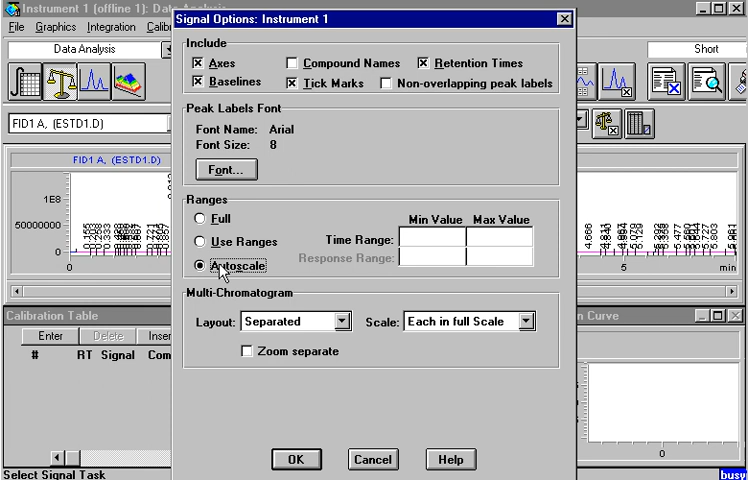 Instrument 1 (offline 1): Data Analysis
Signal Options: Instrument 1
File Graphics Integration
Data Analysis
Short
FID1 A, (ESTD1.D)
Include
Axes
Compound Names
Retention Times
Baselines
Tick Marks
Non-overlapping peak labels
Peak Labels Font
Font Name: Arial
Font Size: 8
Font...
Ranges
Full
Use Ranges
Autoscale
Min Value Max Value
Time Range:
Response Range:
Multi-Chromatogram
Layout: Separated
Scale: Each in full Scale
Zoom separate
OK
Cancel
Help
FID1 A, (ESTD1.D)
1E8
50000000
0
0
5
min
Calibration Table
n Curve
Enter
Delete
Inser
# RT Signal Com
0
Select Signal Task
busy